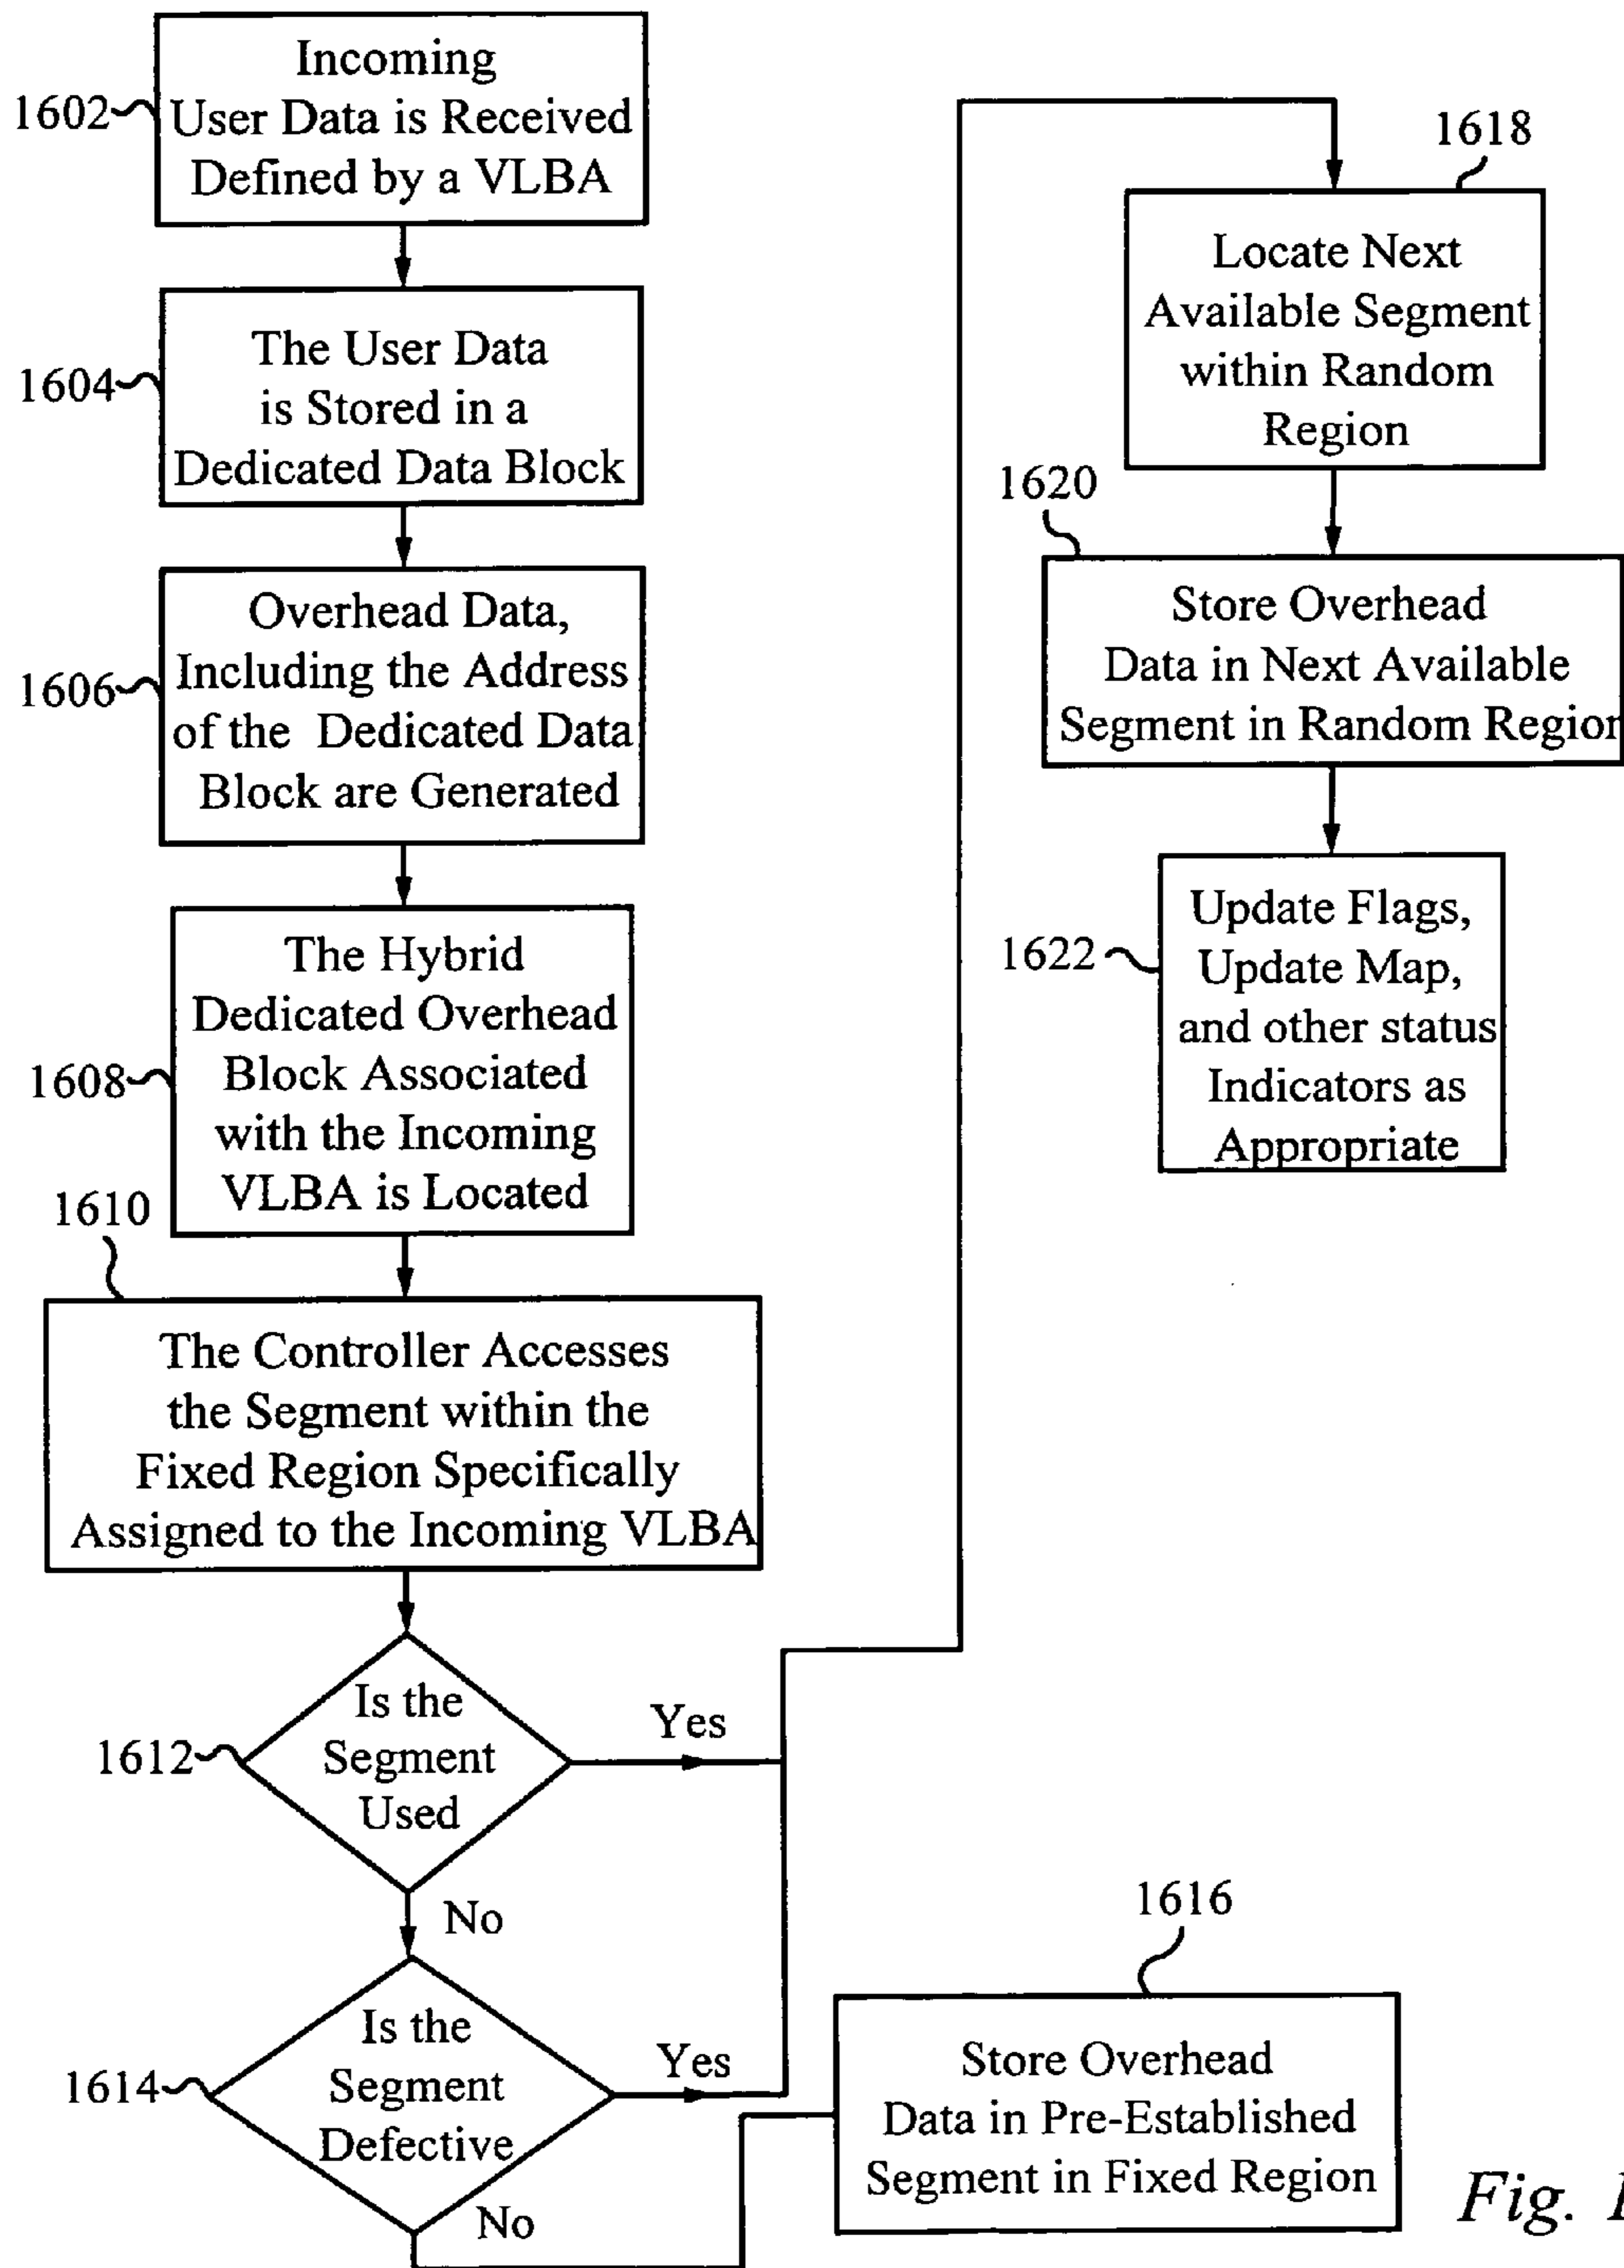 1602
Incoming
User Data is Received
Defined by a VLBA
1604
The User Data
is Stored in a
Dedicated Data Block
1606
Overhead Data,
Including the Address
of the Dedicated Data
Block are Generated
1608
The Hybrid
Dedicated Overhead
Block Associated
with the Incoming
VLBA is Located
1610
The Controller Accesses
the Segment within the
Fixed Region Specifically
Assigned to the Incoming VLBA
1612
Is the
Segment
Used
Yes
No
1614
Is the
Segment
Defective
Yes
No
1616
Store Overhead
Data in Pre-Established
Segment in Fixed Region
1618
Locate Next
Available Segment
within Random
Region
1620
Store Overhead
Data in Next Available
Segment in Random Region
1622
Update Flags,
Update Map,
and other status
Indicators as
Appropriate
Fig.